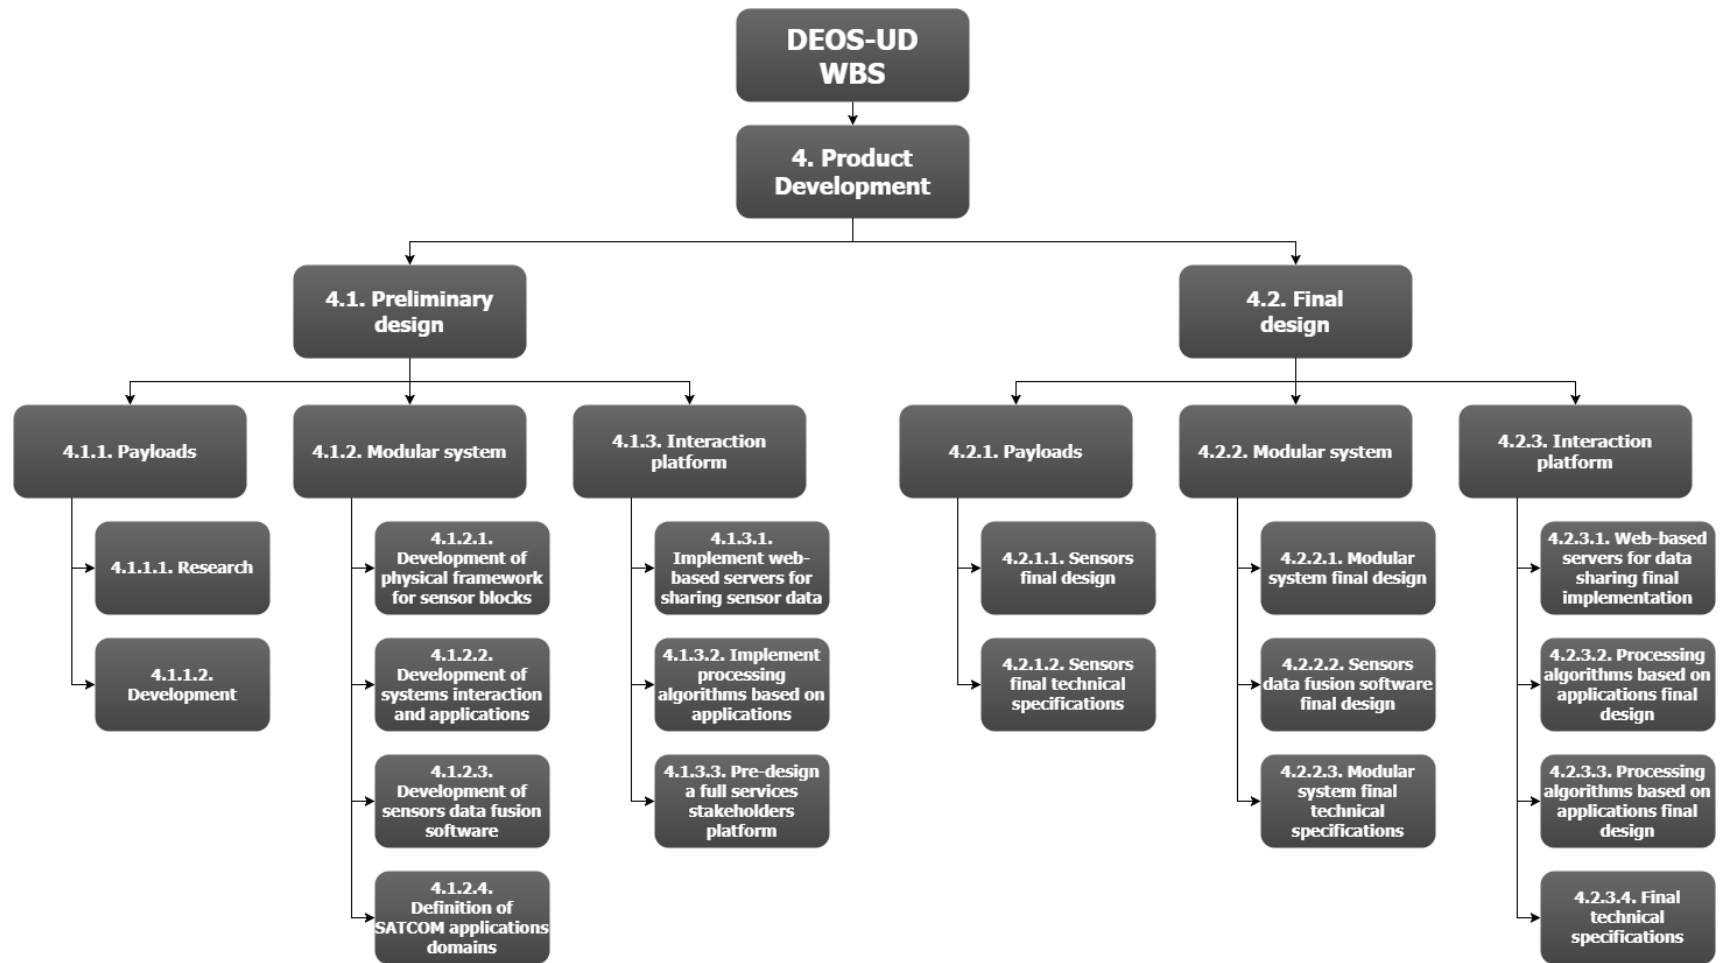 DEOS-UD
WBS
4. Product
Development
4.1. Preliminary
design
4.2. Final
design
4.1.1. Payloads
4.1.2. Modular system
4.1.3. Interaction
platform
4.2.1. Payloads
4.2.2. Modular system
4.2.3. Interaction
platform
4.1.1.1. Research
4.1.1.2.
Development
4.1.2.1.
Development of
physical framework
for sensor blocks
4.1.2.2.
Development of
systems interaction
and applications
4.1.2.3.
Development of
sensors data fusion
software
4.1.2.4.
Definition of
SATCOM applications
domains
4.1.3.1.
Implement web-
based servers for
sharing sensor data
4.1.3.2. Implement
processing
algorithms based on
applications
4.1.3.3. Pre-design
a full services
stakeholders
platform
4.2.1.1. Sensors
final design
4.2.1.2. Sensors
final technical
specifications
4.2.2.1. Modular
system final design
4.2.2.2. Sensors
data fusion software
final design
4.2.2.3. Modular
system final
technical
specifications
4.2.3.1. Web-based
servers for data
sharing final
implementation
4.2.3.2. Processing
algorithms based on
applications final
design
4.2.3.3. Processing
algorithms based on
applications final
design
4.2.3.4. Final
technical
specifications